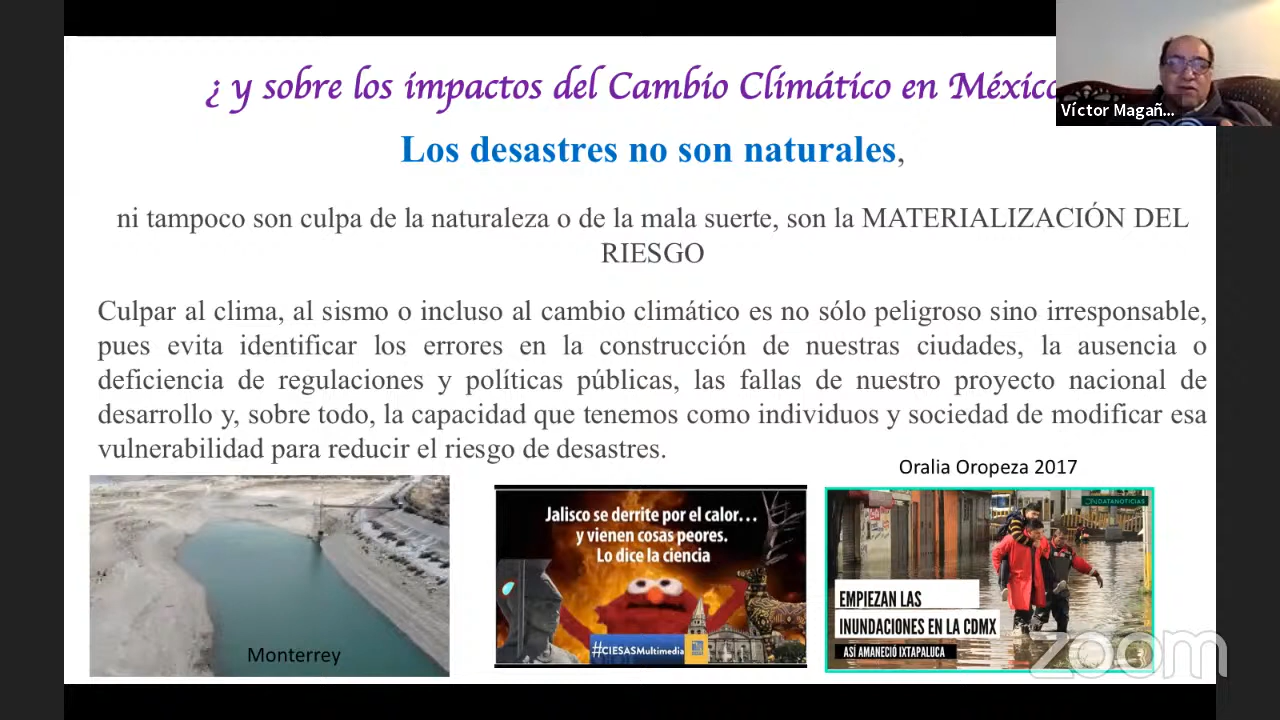 ¿ y sobre los impactos del Cambio Climático en México
Víctor Magañ...
Los desastres no son naturales,
ni tampoco son culpa de la naturaleza o de la mala suerte, son la MATERIALIZACIÓN DEL
RIESGO
Culpar al clima, al sismo o incluso al cambio climático es no sólo peligroso sino irresponsable,
pues evita identificar los errores en la construcción de nuestras ciudades, la ausencia o
deficiencia de regulaciones y políticas públicas, las fallas de nuestro proyecto nacional de
desarrollo y, sobre todo, la capacidad que tenemos como individuos y sociedad de modificar esa
vulnerabilidad para reducir el riesgo de desastres.
Oralia Oropeza 2017
Monterrey
Jalisco se derrite por el calor...
y vienen cosas peores.
Lo dice la ciencia
#CIESASMultimedia
EMPIEZAN LAS
INUNDACIONES EN LA CDMX
ASÍ AMANECIÓ IXTAPALUCA
zoom